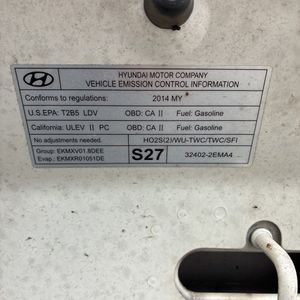 HYUNDAI MOTOR COMPANY
VEHICLE EMISSION CONTROL INFORMATION
Conforms to regulations: 2014 MY
U.S.EPA: T2B5 LDV OBD: CA II Fuel: Gasoline
California: ULEV II PC OBD: CA II Fuel: Gasoline
No adjustments needed. HO2S(2)/WU-TWC/TWC/SFI
Group: EKMXV01.8DEE
Evap.: EKMXR01051DE
S27
32402-2EMA4